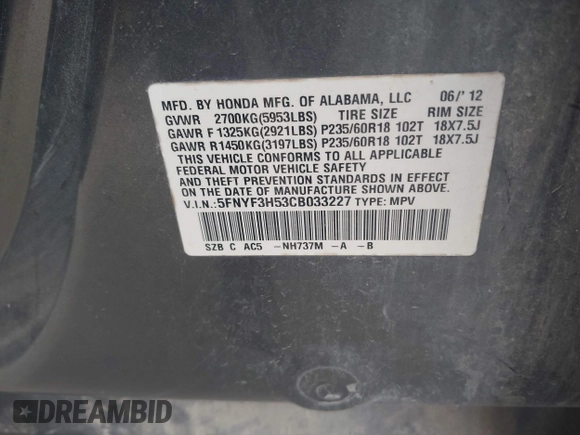 MFD. BY HONDA MFG. OF ALABAMA, LLC 06/'12
GVWR 2700KG(5953LBS) TIRE SIZE RIM SIZE
GAWR F 1325KG(2921LBS) P235/60R18 102T 18X7.5J
GAWR R 1450KG(3197LBS) P235/60R18 102T 18X7.5J
THIS VEHICLE CONFORMS TO ALL APPLICABLE
FEDERAL MOTOR VEHICLE SAFETY
AND THEFT PREVENTION STANDARDS IN EFFECT
ON THE DATE OF MANUFACTURE SHOWN ABOVE.
V.I.N.:5FNYF3H53CB033227 TYPE: MPV
SZB C AC5 -NH737M -A -B
DREAMBID